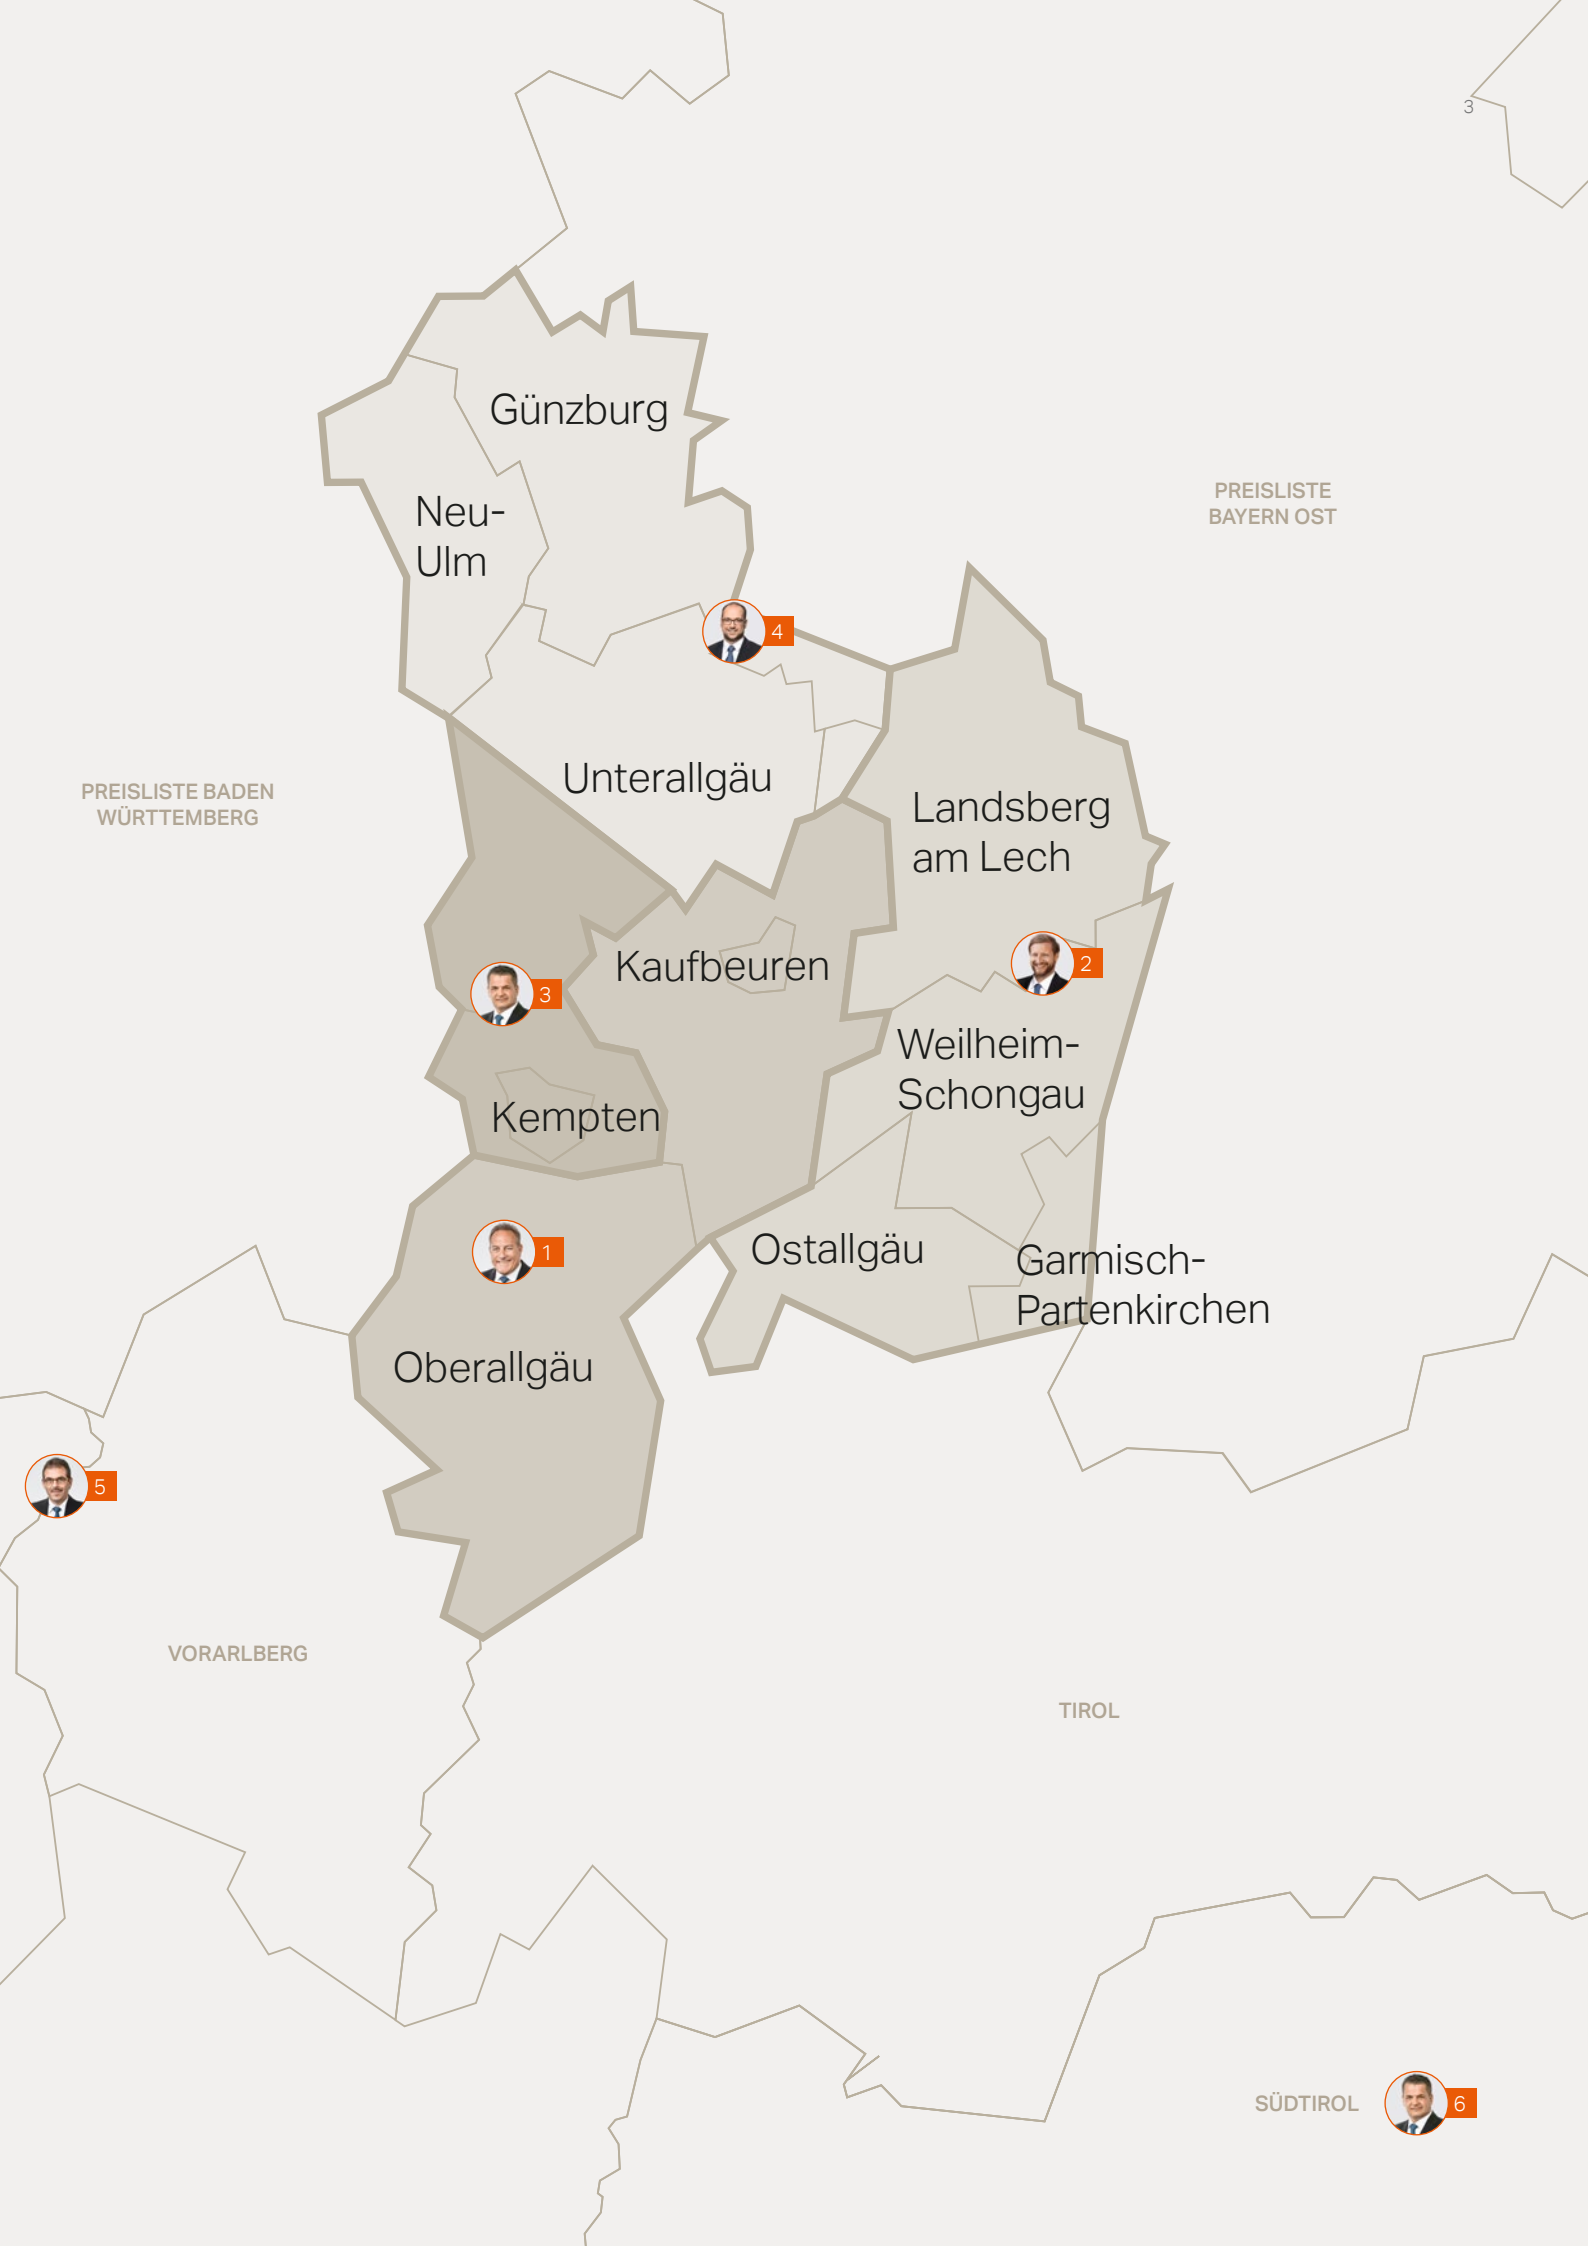 3
Günzburg
PREISLISTE
BAYERN OST
Neu-
Ulm
4
Unterallgäu
PREISLISTE BADEN
WÜRTTEMBERG
Landsberg
am Lech
Kaufbeuren
2
3
Weilheim-
Schongau
Kempten
1
Ostallgäu
Garmisch-
Partenkirchen
Oberallgäu
5
VORARLBERG
TIROL
SÜDTIROL
6